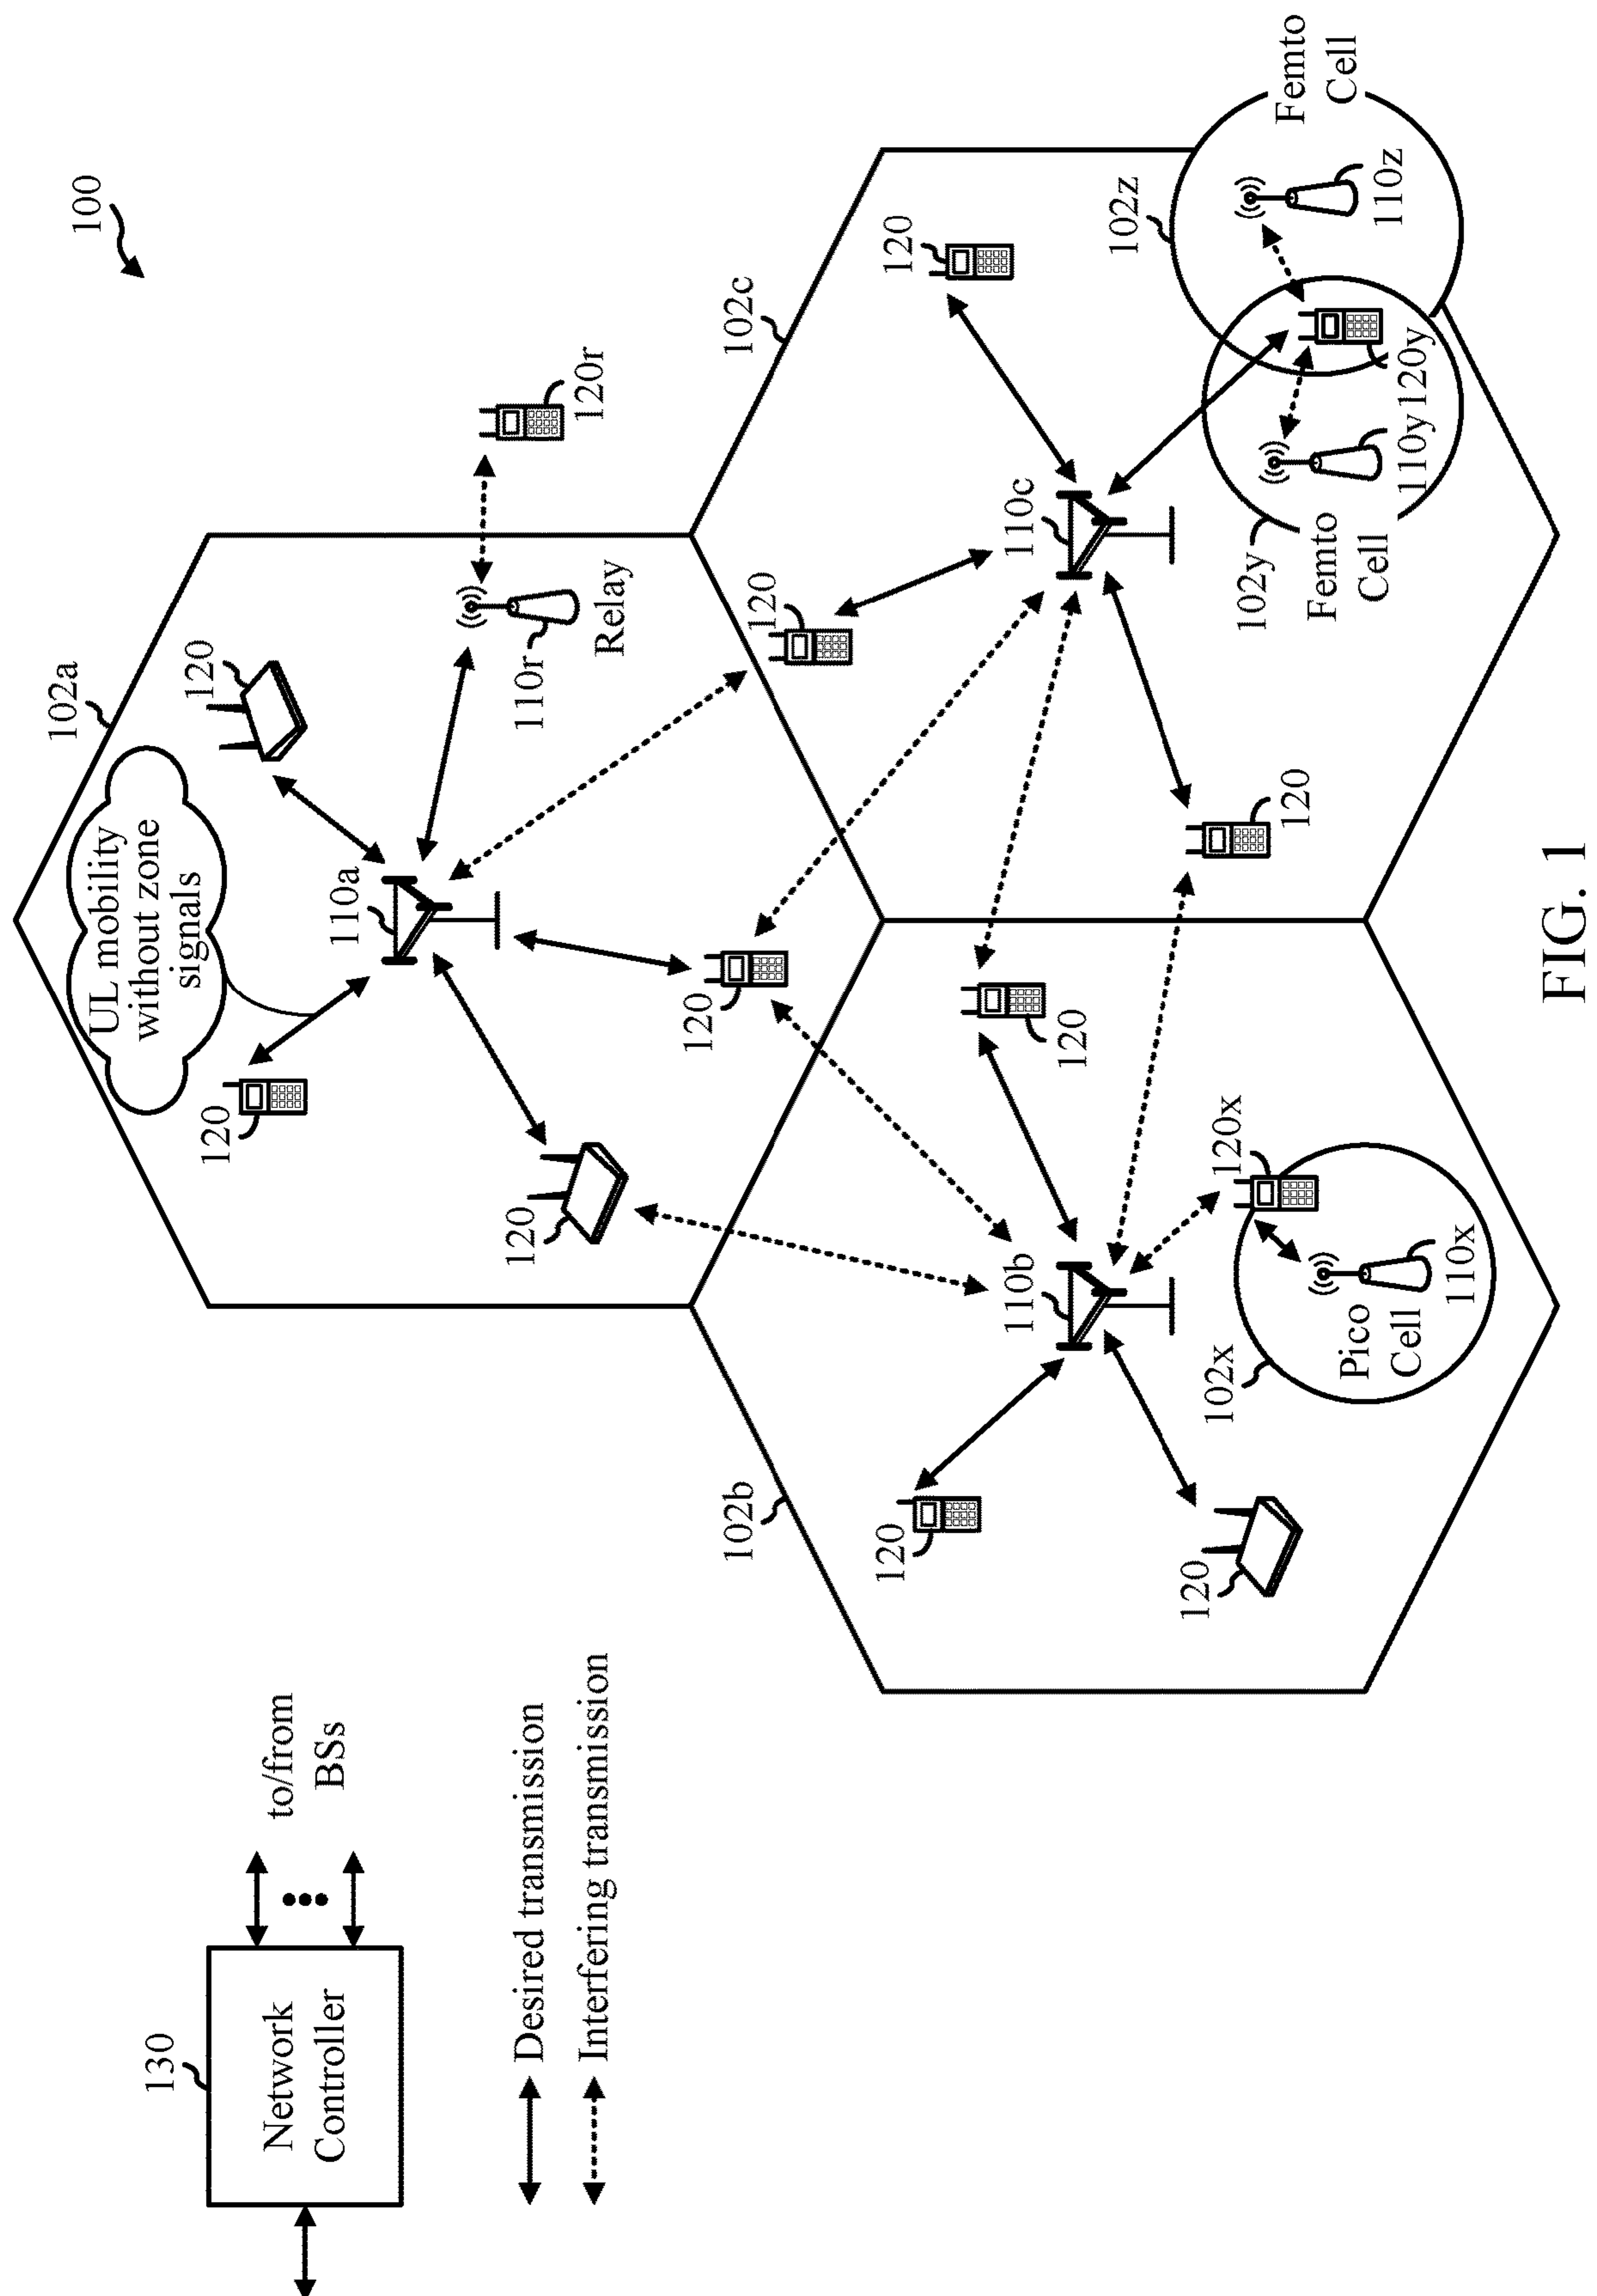 100
130
Network
Controller
to/from
BSs
Desired transmission
Interfering transmission
102a
UL mobility
without zone
signals
120
120
110a
120
110r
Relay
120r
120
120
102b
102c
120
110b
120
120
102x
Pico
Cell
110x
120x
120
120
110c
120
102y
Femto
Cell
110y
120y
102z
110z
Femto
Cell
FIG. 1